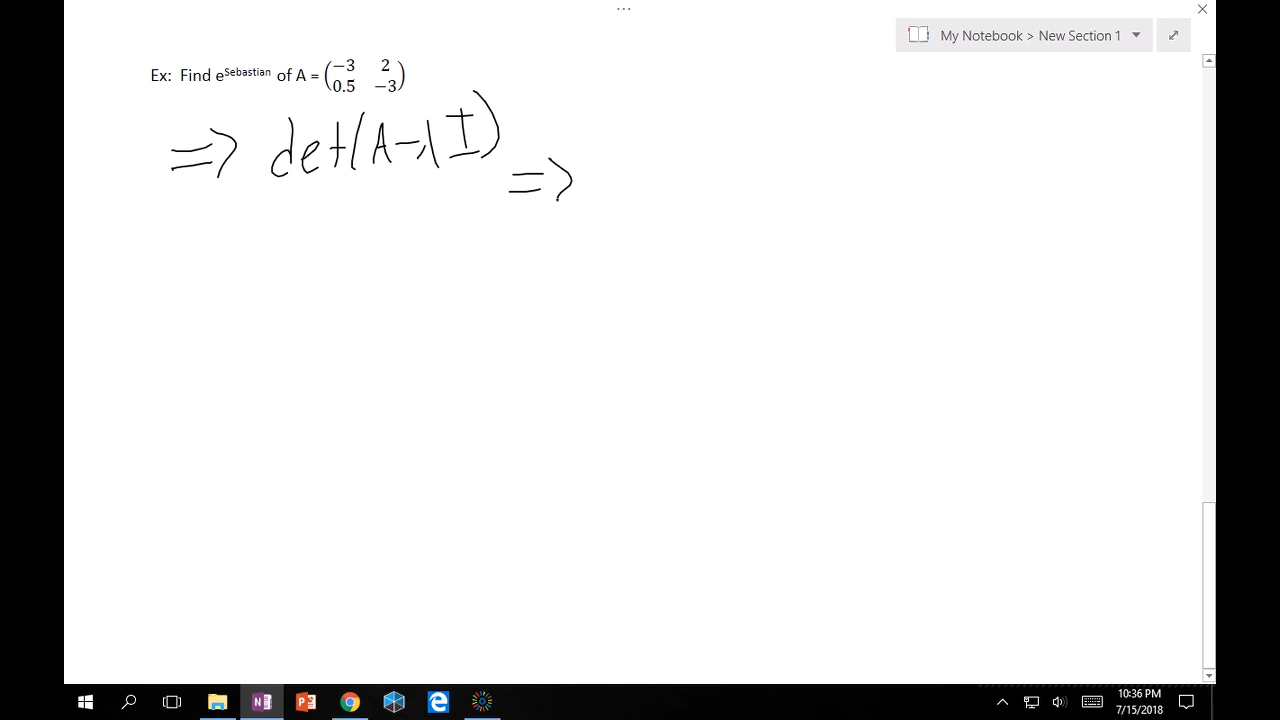 My Notebook > New Section 1
Ex: Find e^Sebastian of A = (−3 2
0.5 −3)
=> det(A-λI)
=>
10:36 PM
7/15/2018